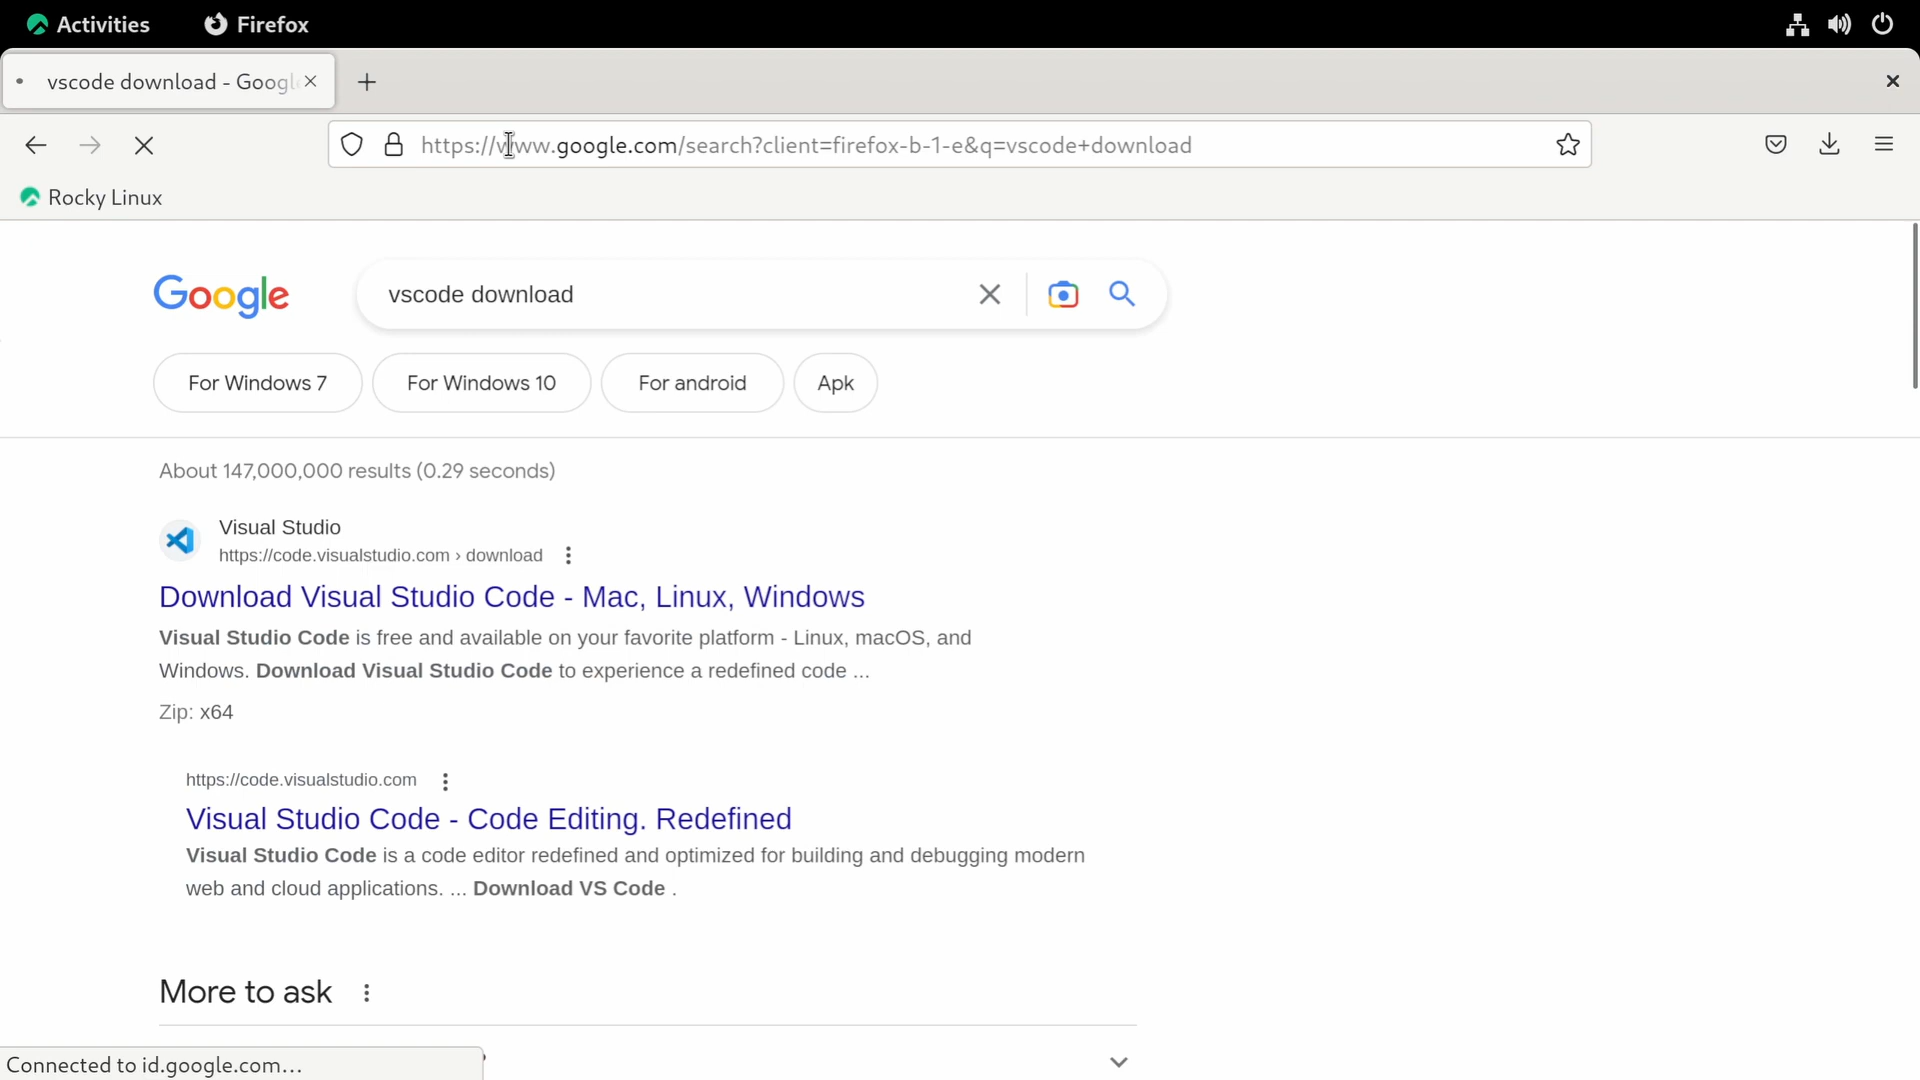 Activities
Firefox
vscode download - Google
https://www.google.com/search?client=firefox-b-1-e&q=vscode+download
Rocky Linux
Google
vscode download
For Windows 7
For Windows 10
For android
Apk
About 147,000,000 results (0.29 seconds)
Visual Studio
https://code.visualstudio.com › download
Download Visual Studio Code - Mac, Linux, Windows
Visual Studio Code is free and available on your favorite platform - Linux, macOS, and
Windows. Download Visual Studio Code to experience a redefined code ...
Zip: x64
https://code.visualstudio.com
Visual Studio Code - Code Editing. Redefined
Visual Studio Code is a code editor redefined and optimized for building and debugging modern
web and cloud applications. ... Download VS Code .
More to ask
Connected to id.google.com…